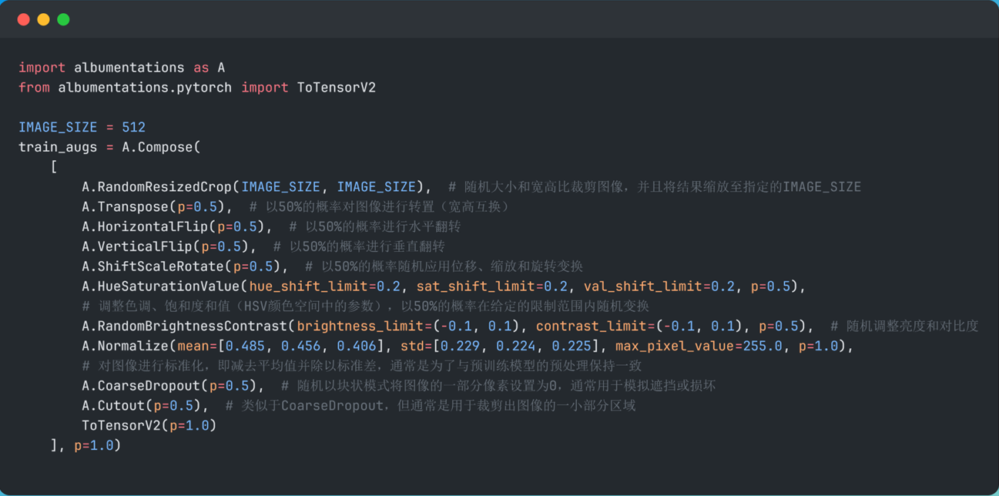 import albumentations as A
from albumentations.pytorch import ToTensorV2
IMAGE_SIZE = 512
train_augs = A.Compose(
[
A.RandomResizedCrop(IMAGE_SIZE, IMAGE_SIZE),  # 随机大小和宽高比裁剪图像，并且将结果缩放至指定的IMAGE_SIZE
A.Transpose(p=0.5),  # 以50%的概率对图像进行转置（宽高互换）
A.HorizontalFlip(p=0.5),  # 以50%的概率进行水平翻转
A.VerticalFlip(p=0.5),  # 以50%的概率进行垂直翻转
A.ShiftScaleRotate(p=0.5),  # 以50%的概率随机应用位移、缩放和旋转变换
A.HueSaturationValue(hue_shift_limit=0.2, sat_shift_limit=0.2, val_shift_limit=0.2, p=0.5),
# 调整色调、饱和度和值（HSV颜色空间中的参数），以50%的概率在给定的限制范围内随机变换
A.RandomBrightnessContrast(brightness_limit=(-0.1, 0.1), contrast_limit=(-0.1, 0.1), p=0.5),  # 随机调整亮度和对比度
A.Normalize(mean=[0.485, 0.456, 0.406], std=[0.229, 0.224, 0.225], max_pixel_value=255.0, p=1.0),
# 对图像进行标准化，即减去平均值并除以标准差，通常是为了与预训练模型的预处理保持一致
A.CoarseDropout(p=0.5),  # 随机以块状模式将图像的一部分像素设置为0，通常用于模拟遮挡或损坏
A.Cutout(p=0.5),  # 类似于CoarseDropout，但通常是用于裁剪出图像的一小部分区域
ToTensorV2(p=1.0)
], p=1.0)